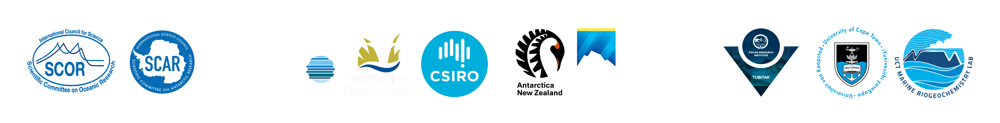 International Council for Science
SCOR
Scientific Committee on Oceanic Research
INTERNATIONAL SCIENCE COUNCIL
SCAR
SCIENTIFIC COMMITTEE ON ANTARCTIC RESEARCH
Tasmanian
Government
CSIRO
Antarctica
New Zealand
POLAR RESEARCH
INSTITUTE
TUBITAK
University of Cape Town • iYunivesithi yaseKapa • Universiteit van Kaapstad •
SPES BONA
UCT MARINE BIOGEOCHEMISTRY LAB